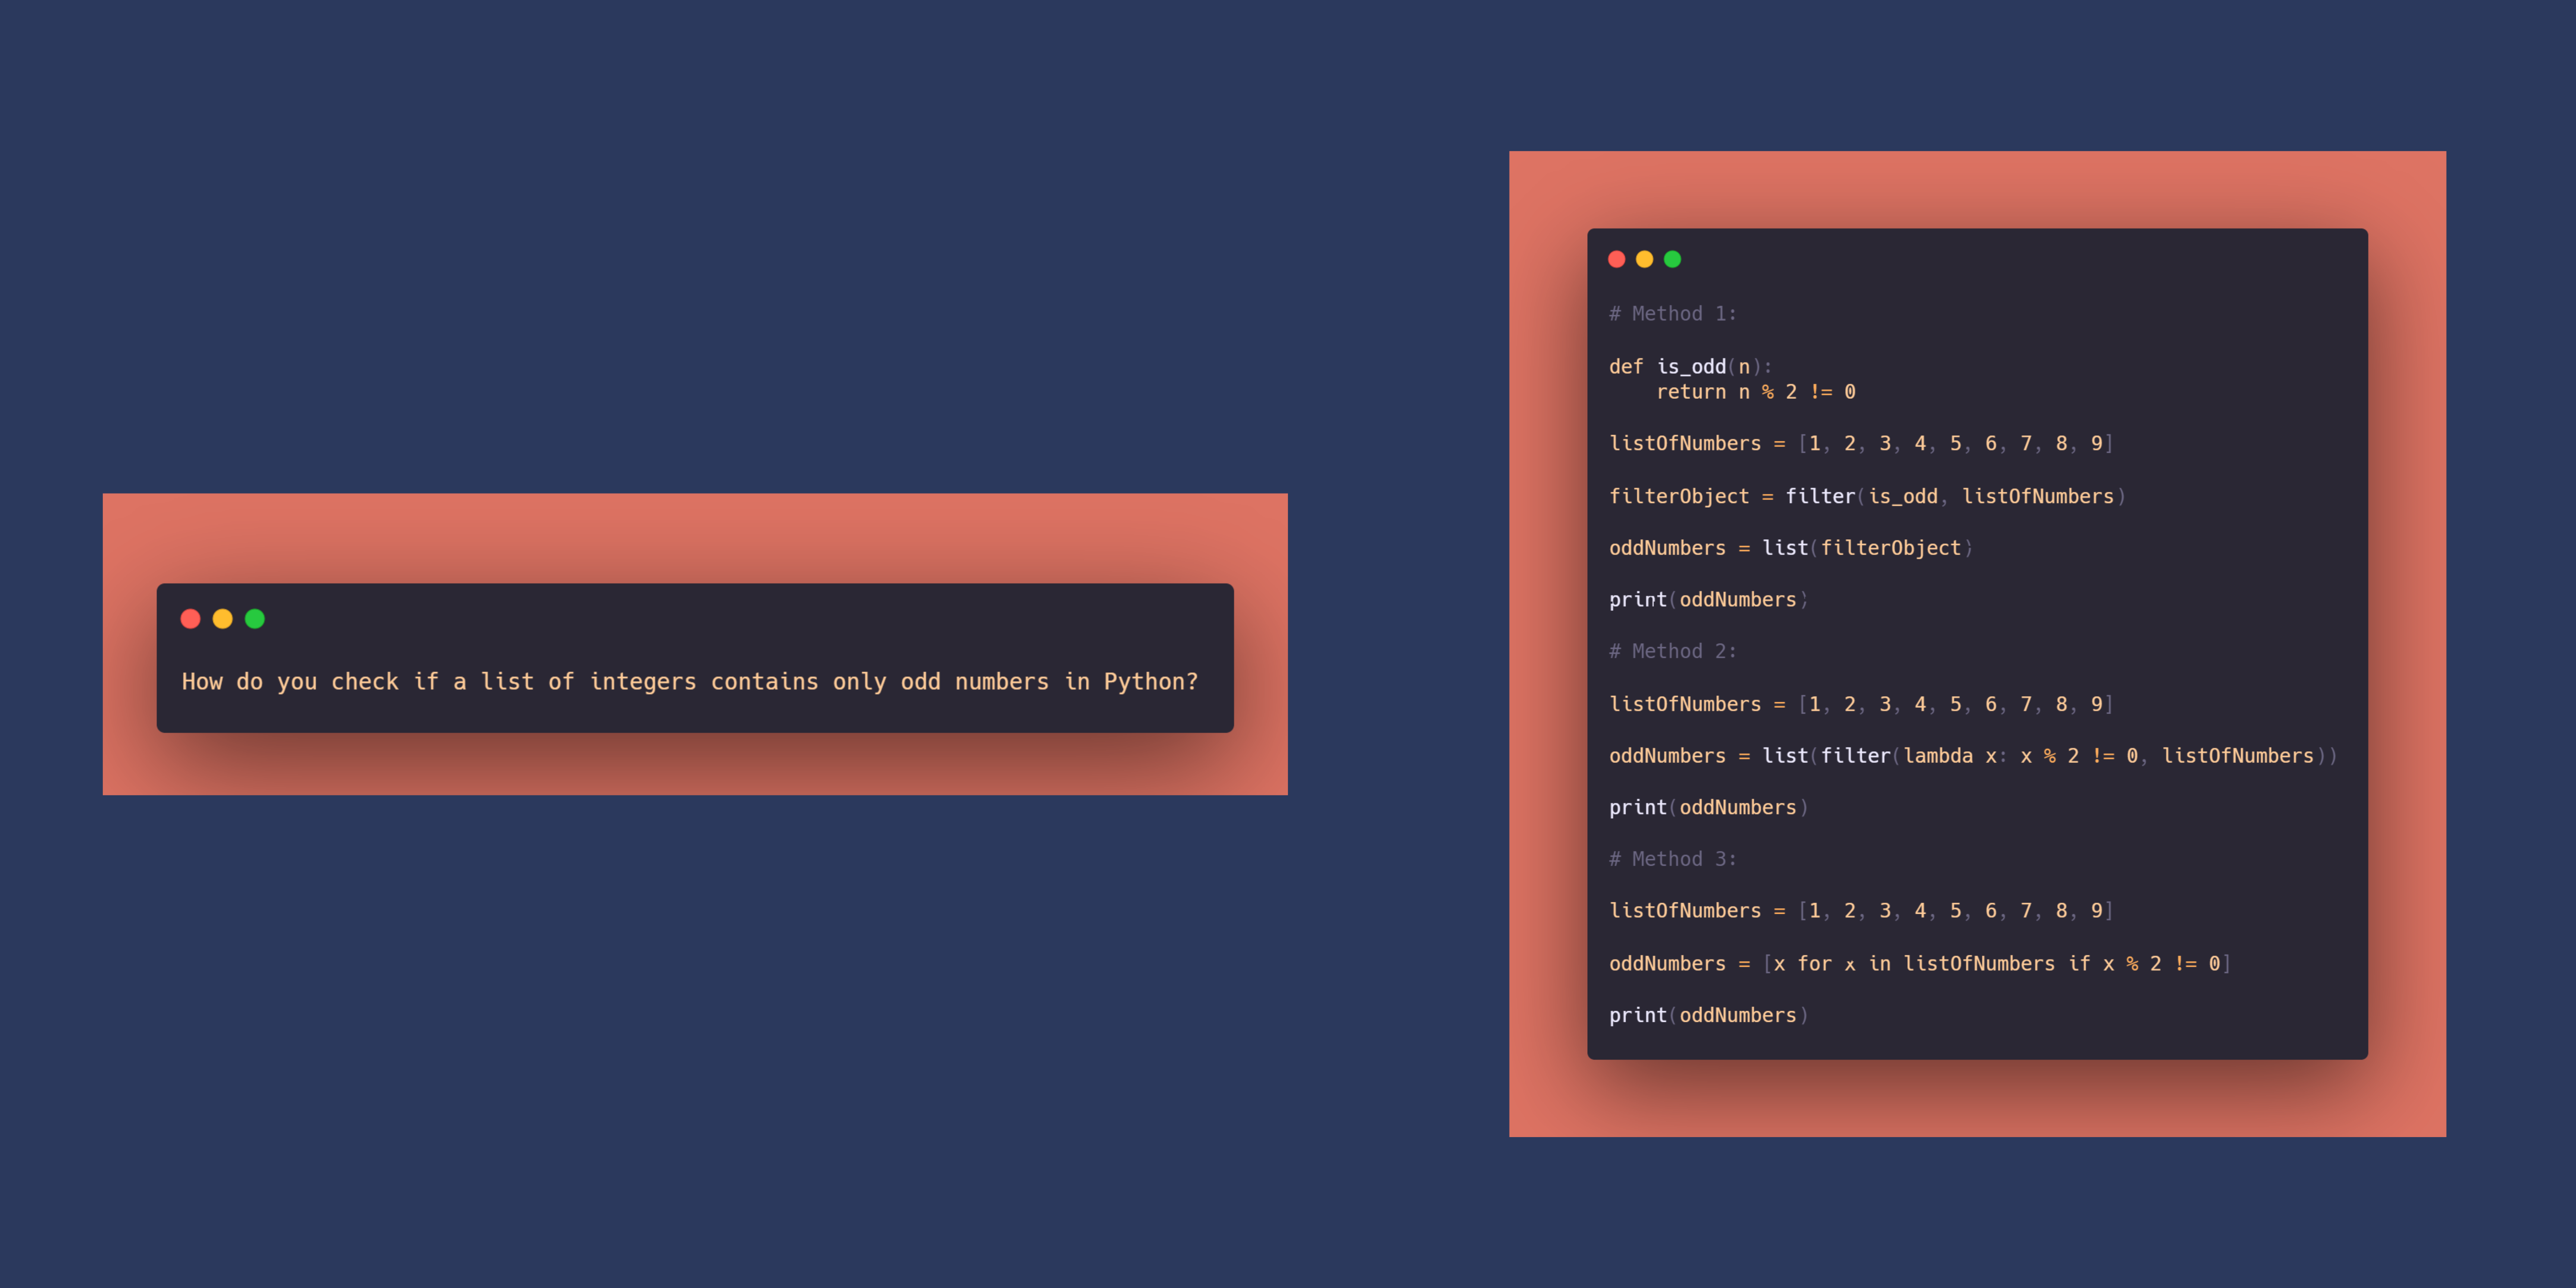 How do you check if a list of integers contains only odd numbers in Python?
# Method 1:
def is_odd(n):
    return n % 2 != 0
listOfNumbers = [1, 2, 3, 4, 5, 6, 7, 8, 9]
filterObject = filter(is_odd, listOfNumbers)
oddNumbers = list(filterObject)
print(oddNumbers)
# Method 2:
listOfNumbers = [1, 2, 3, 4, 5, 6, 7, 8, 9]
oddNumbers = list(filter(lambda x: x % 2 != 0, listOfNumbers))
print(oddNumbers)
# Method 3:
listOfNumbers = [1, 2, 3, 4, 5, 6, 7, 8, 9]
oddNumbers = [x for x in listOfNumbers if x % 2 != 0]
print(oddNumbers)